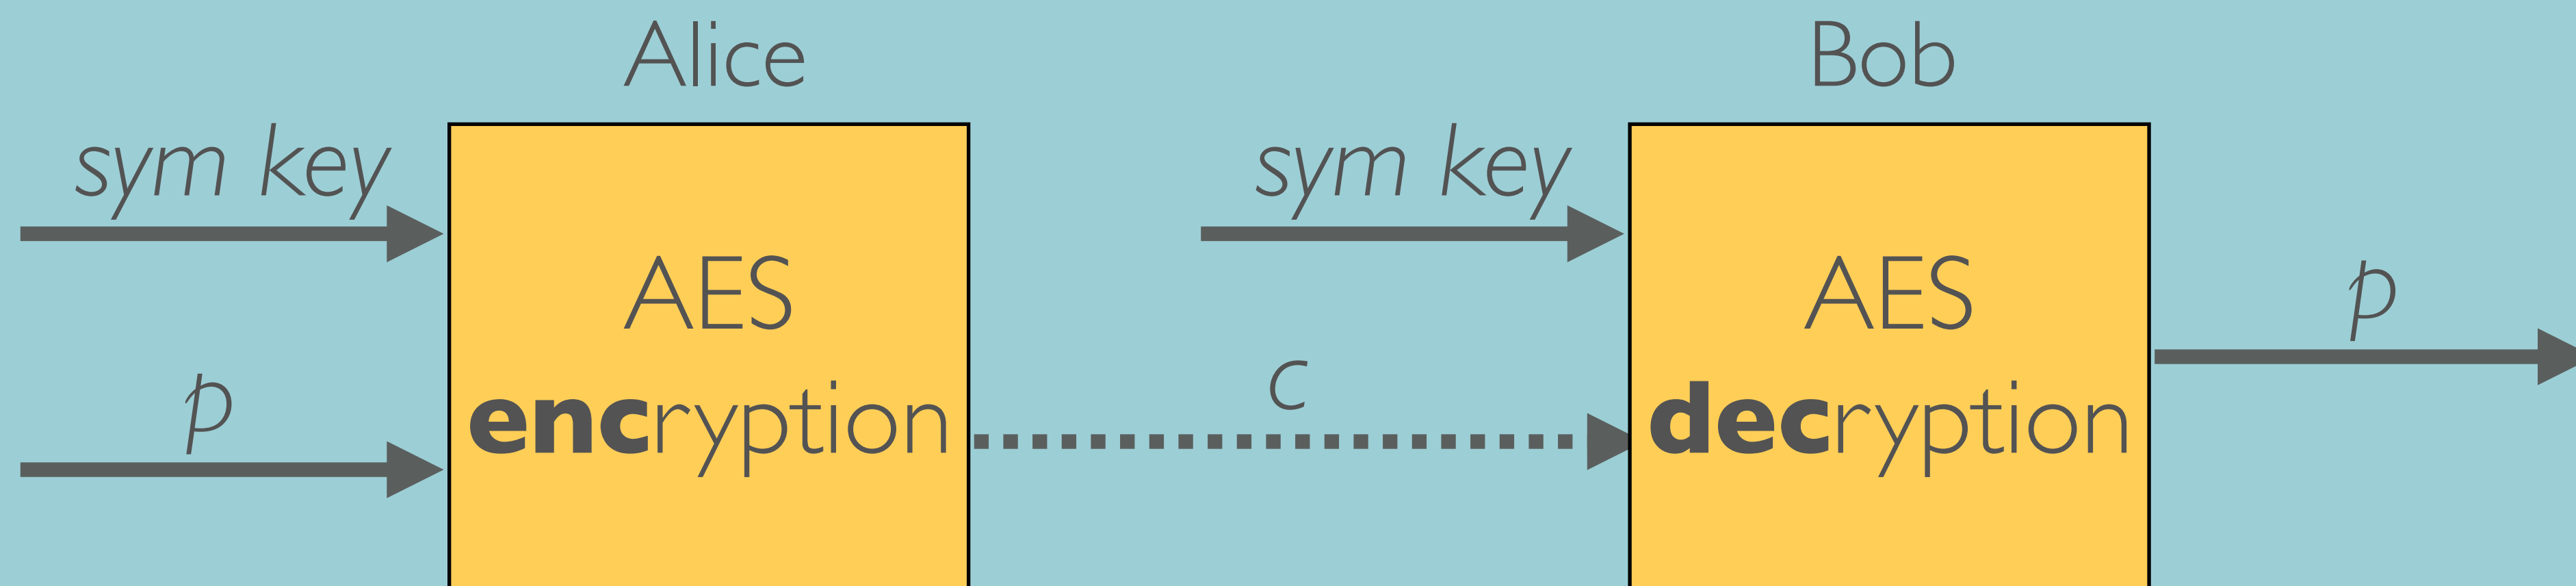 Alice
Bob
sym key
sym key
AES
encryption
AES
decryption
p
c
p